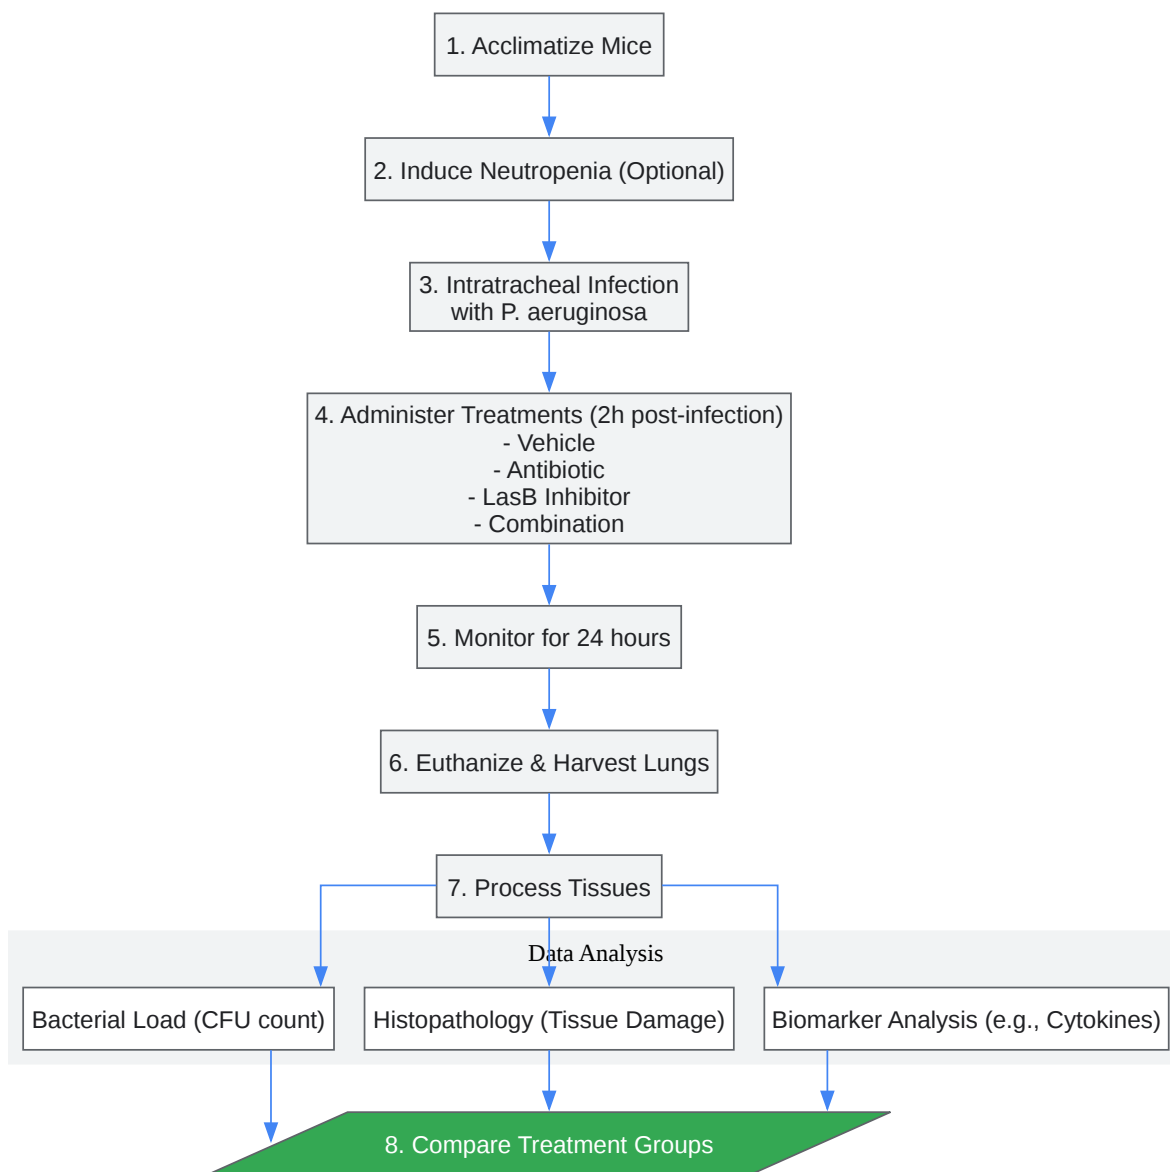 1. Acclimatize Mice
2. Induce Neutropenia (Optional)
3. Intratracheal Infection
with P. aeruginosa
4. Administer Treatments (2h post-infection)
- Vehicle
- Antibiotic
- LasB Inhibitor
- Combination
5. Monitor for 24 hours
6. Euthanize & Harvest Lungs
7. Process Tissues
Data Analysis
Bacterial Load (CFU count)
Histopathology (Tissue Damage)
Biomarker Analysis (e.g., Cytokines)
8. Compare Treatment Groups